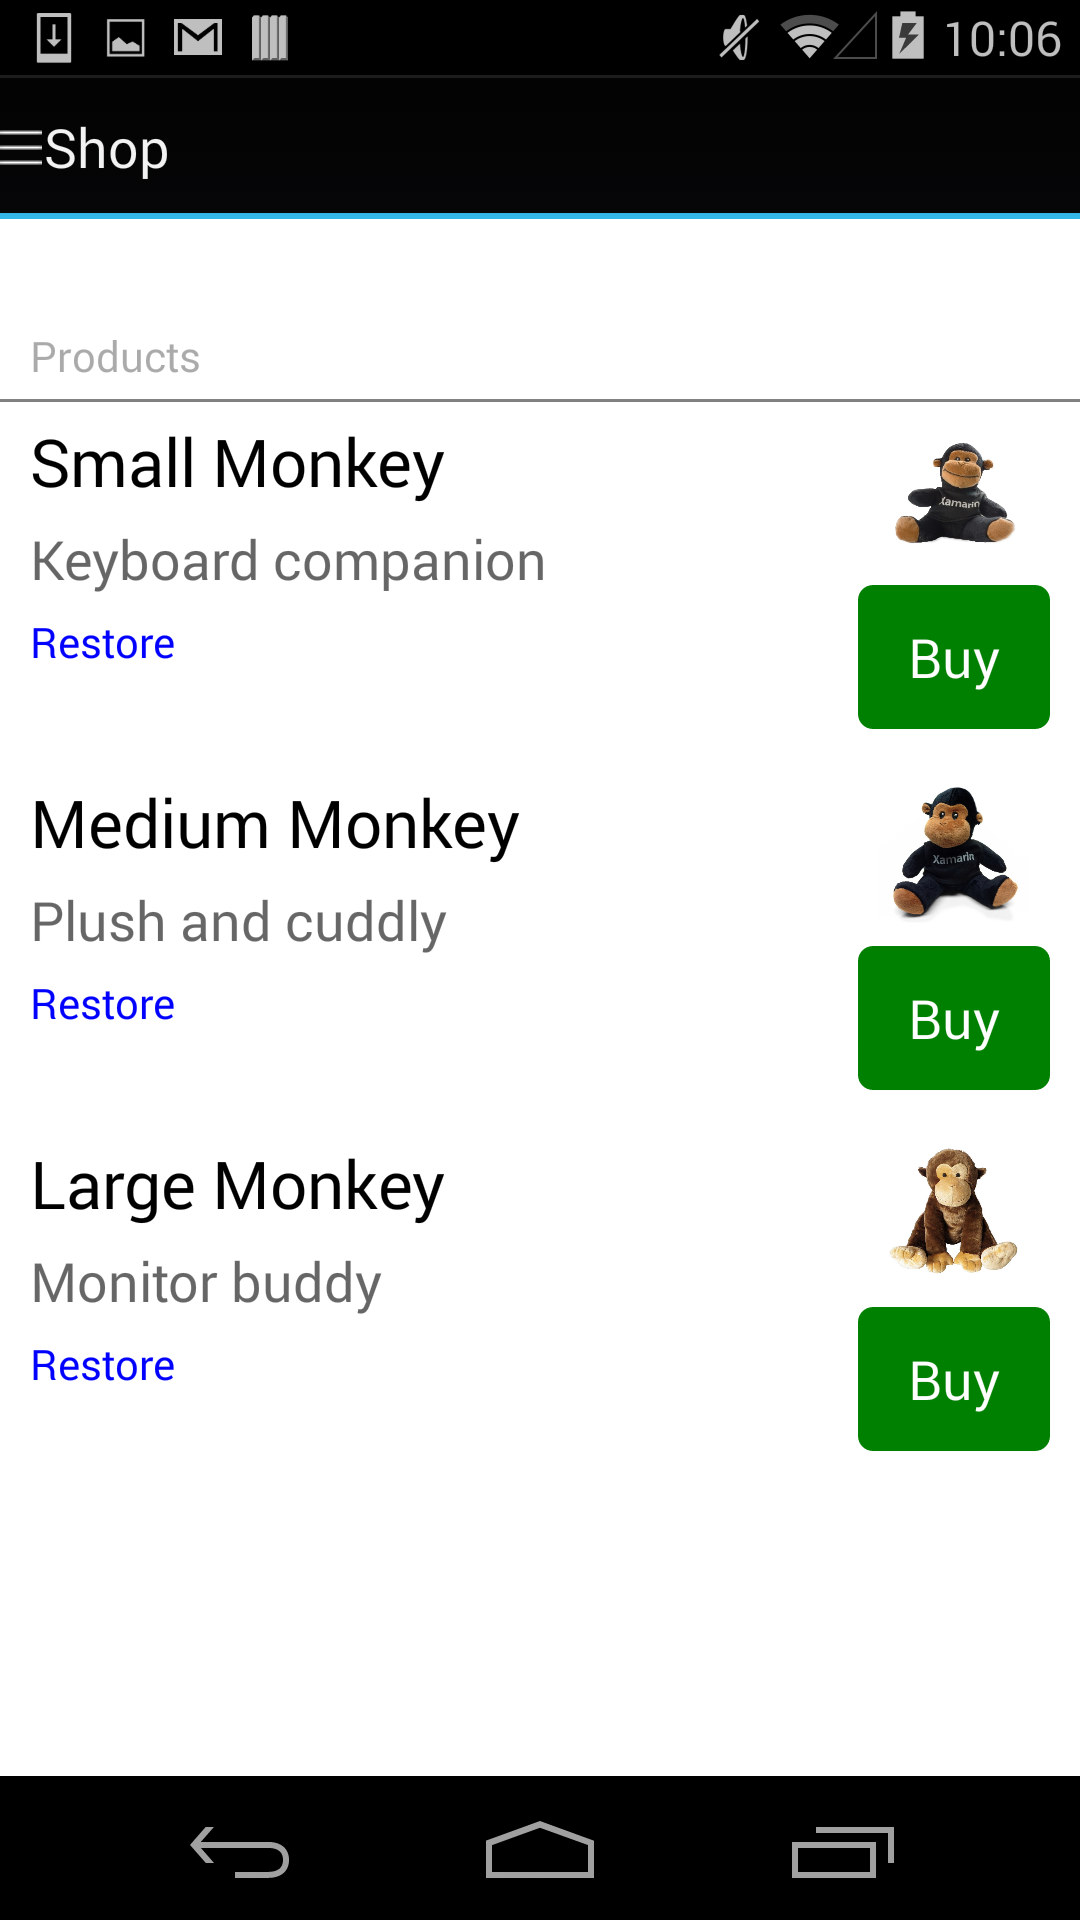 10:06
Shop
Products
Small Monkey
Xamarin
Keyboard companion
Restore
Buy
Medium Monkey
Xamarin
Plush and cuddly
Restore
Buy
Large Monkey
Monitor buddy
Restore
Buy